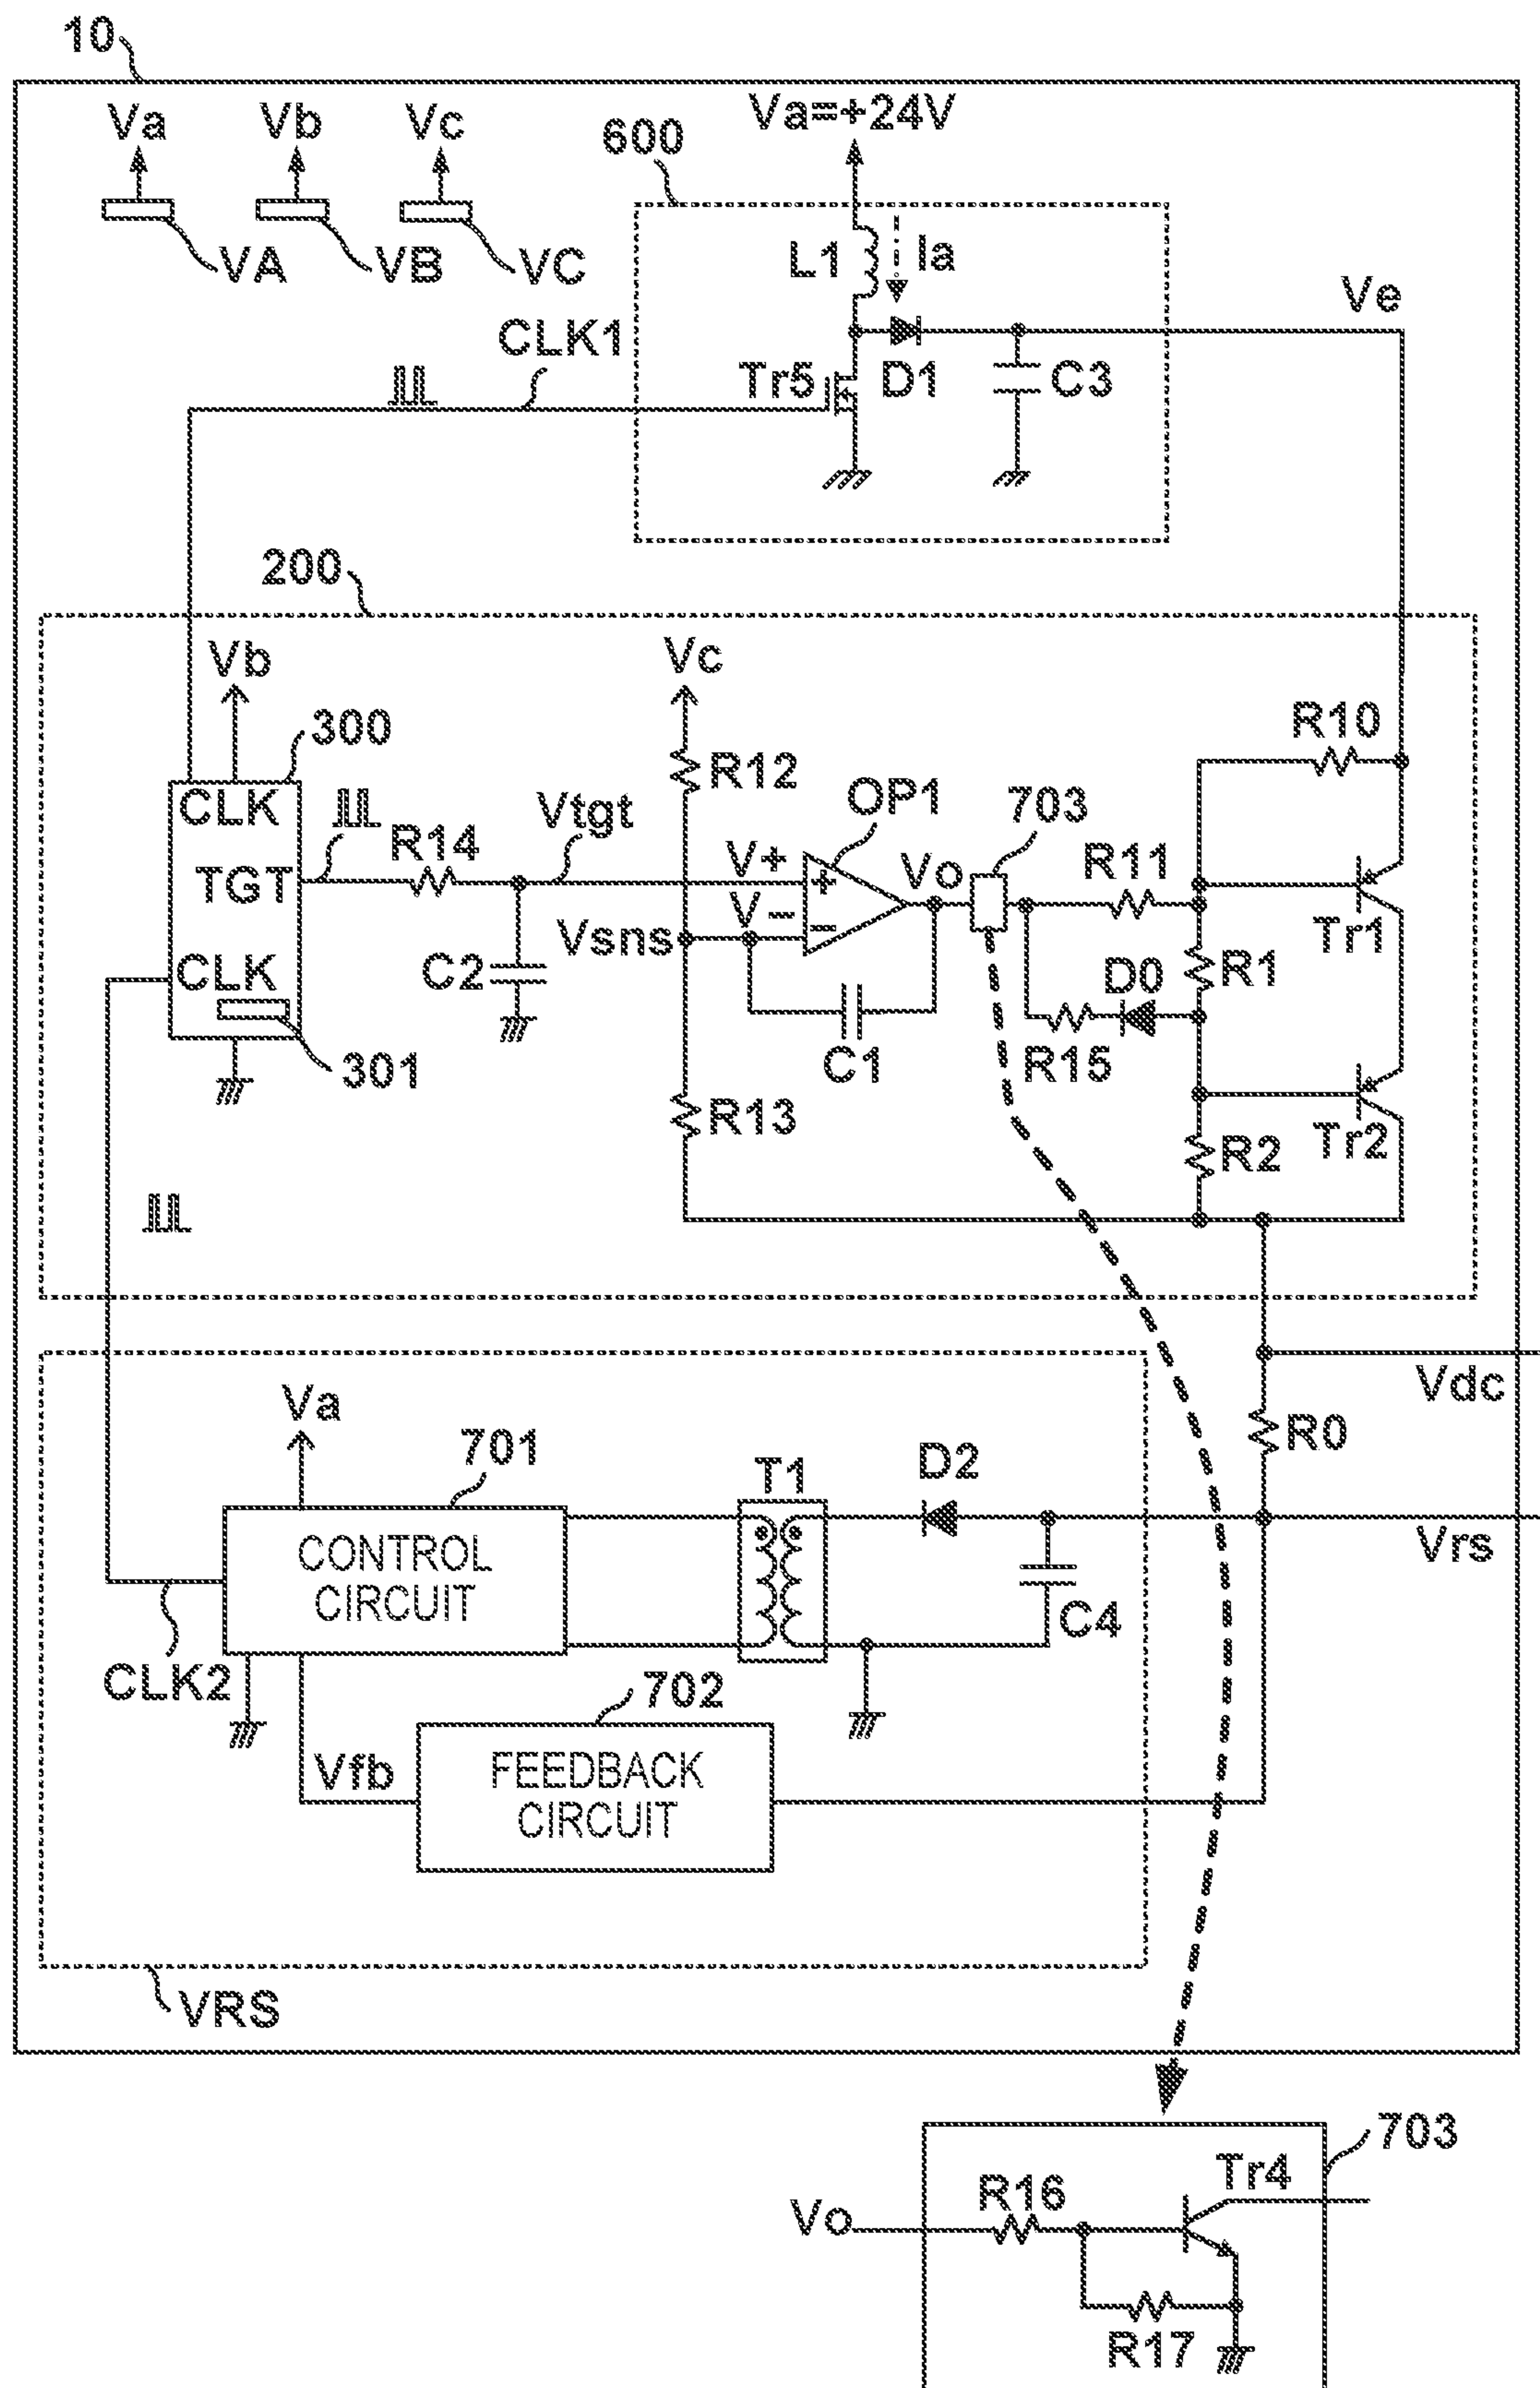 10
Va
Vb
Vc
VA
VB
VC
600
Va=+24V
L1
Ia
Ve
CLK1
Tr5
D1
C3
200
Vb
300
CLK
TGT
CLK
301
R14
Vtgt
C2
Vc
R12
OP1
V+
V-
Vsns
Vo
703
C1
R13
R10
R11
R1
D0
R15
R2
Tr1
Tr2
Vdc
R0
Vrs
Va
701
CONTROL
CIRCUIT
T1
D2
C4
CLK2
702
Vfb
FEEDBACK
CIRCUIT
VRS
703
Vo
R16
Tr4
R17